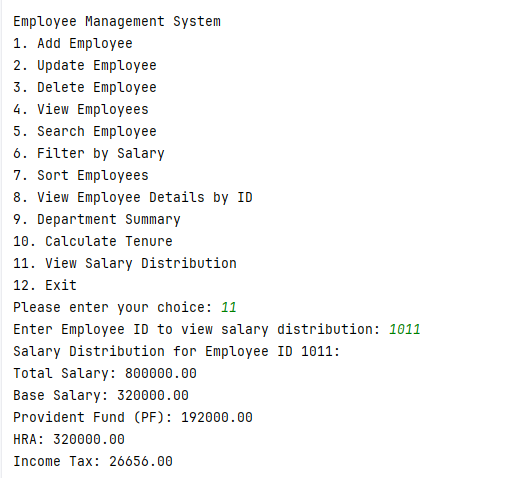 Employee Management System
1. Add Employee
2. Update Employee
3. Delete Employee
4. View Employees
5. Search Employee
6. Filter by Salary
7. Sort Employees
8. View Employee Details by ID
9. Department Summary
10. Calculate Tenure
11. View Salary Distribution
12. Exit
Please enter your choice: 11
Enter Employee ID to view salary distribution: 1011
Salary Distribution for Employee ID 1011:
Total Salary: 800000.00
Base Salary: 320000.00
Provident Fund (PF): 192000.00
HRA: 320000.00
Income Tax: 26656.00